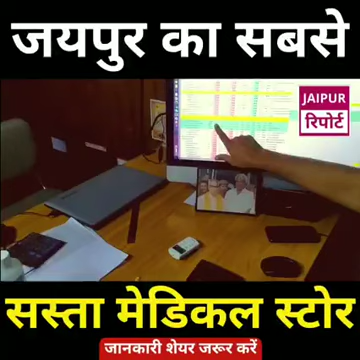 जयपुर का सबसे
JAIPUR
रिपोर्ट
सस्ता मेडिकल स्टोर
जानकारी शेयर जरूर करें